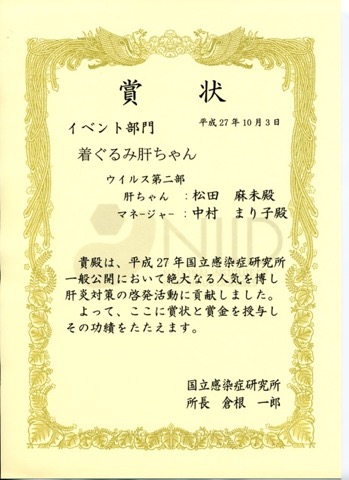 賞状
平成27年10月3日
イベント部門
着ぐるみ肝ちゃん
ウイルス第二部
肝ちゃん :松田 麻未殿
マネージャー:中村 まり子殿
NIID
貴殿は、平成27年国立感染症研究所
一般公開において絶大なる人気を博し
肝炎対策の啓発活動に貢献しました。
よって、ここに賞状と賞金を授与し
その功績をたたえます。
国立感染症研究所
所長 倉根 一郎